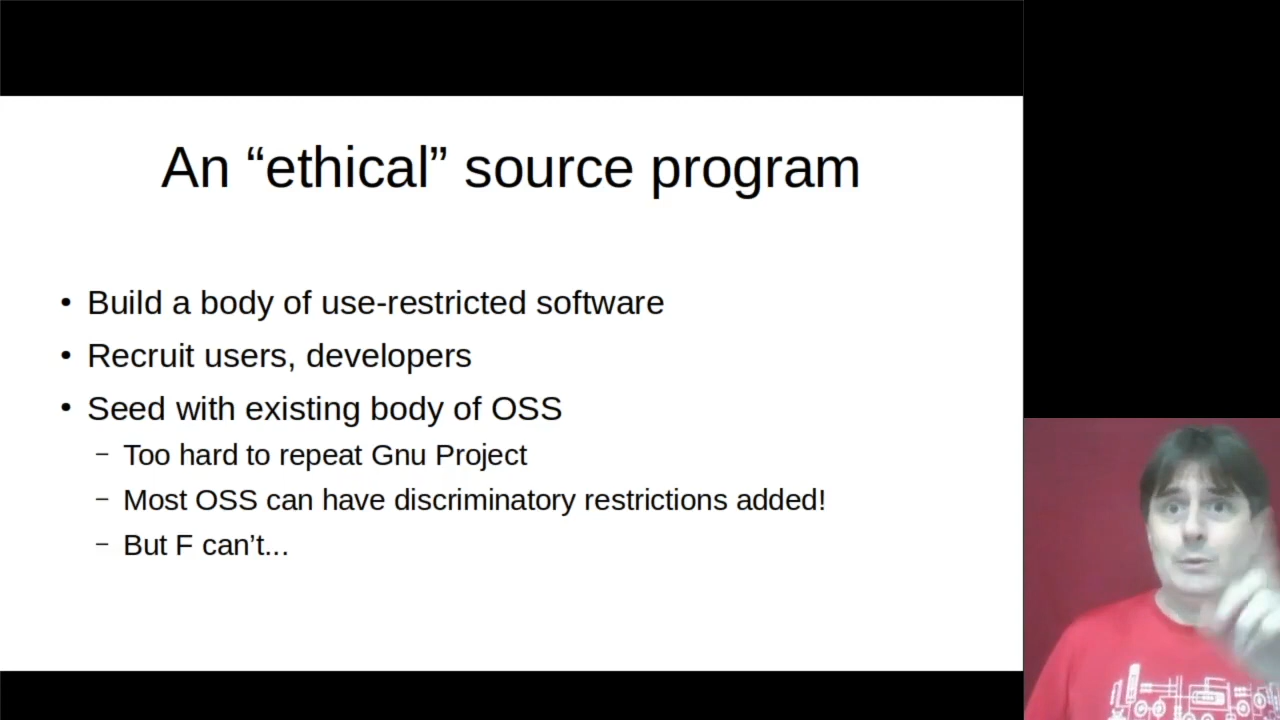 An “ethical” source program
• Build a body of use-restricted software
• Recruit users, developers
• Seed with existing body of OSS
– Too hard to repeat Gnu Project
– Most OSS can have discriminatory restrictions added!
– But F can’t...